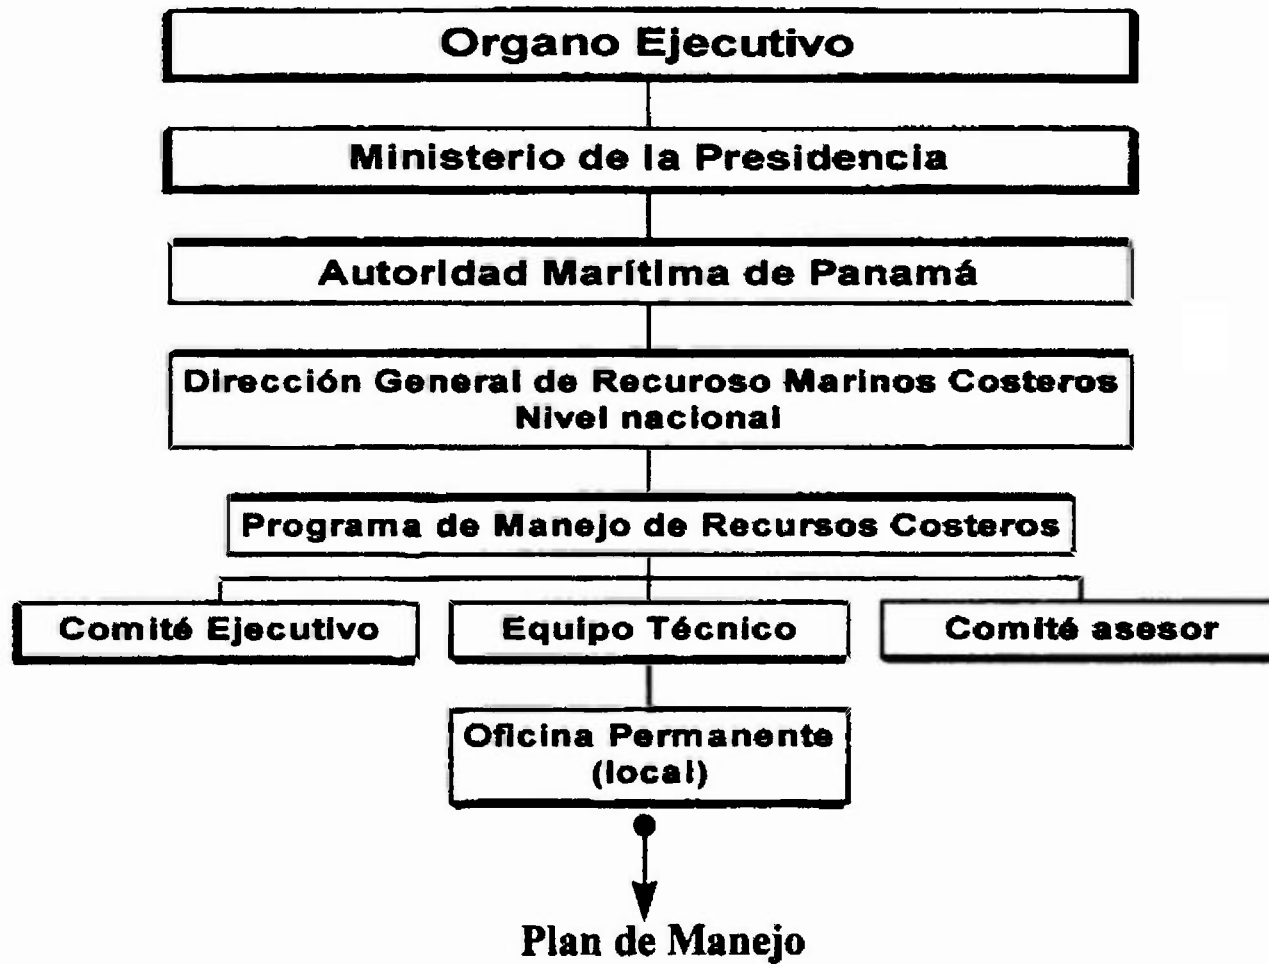 Organo Ejecutivo
Ministerio de la Presidencia
Autoridad Marítima de Panamá
Dirección General de Recuroso Marinos Costeros
Nivel nacional
Programa de Manejo de Recursos Costeros
Comité Ejecutivo
Equipo Técnico
Comité asesor
Oficina Permanente
(local)
Plan de Manejo